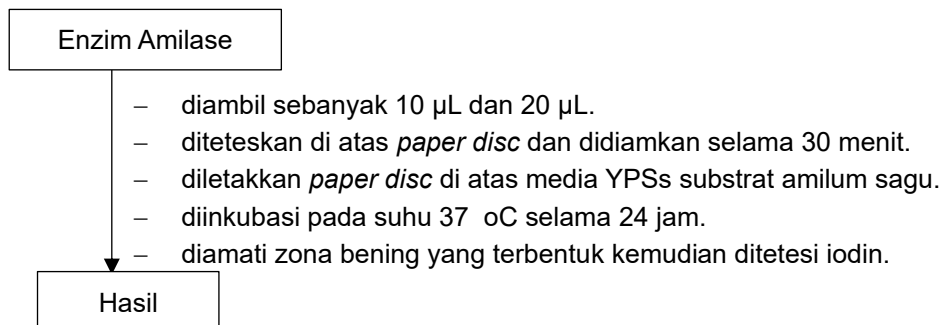 Enzim Amilase
– diambil sebanyak 10 µL dan 20 µL.
– diteteskan di atas paper disc dan didiamkan selama 30 menit.
– diletakkan paper disc di atas media YPSs substrat amilum sagu.
– diinkubasi pada suhu 37  oC selama 24 jam.
– diamati zona bening yang terbentuk kemudian ditetesi iodin.
Hasil